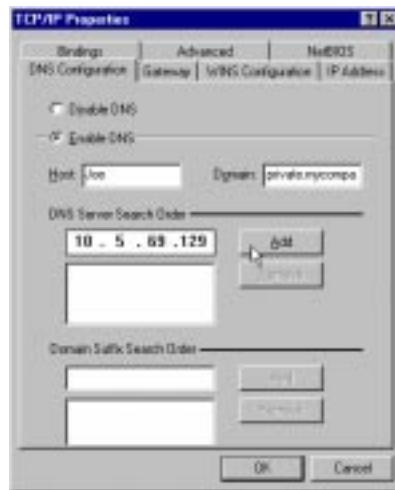 TCP/IP Properties
Bindings Advanced NetBIOS
DNS Configuration Gateway WINS Configuration IP Address
Disable DNS
Enable DNS
Host: Joe Domain: private.mycompa
DNS Server Search Order
10 . 5 . 69 .129 Add
Remove
Domain Suffix Search Order
Add
Remove
OK Cancel